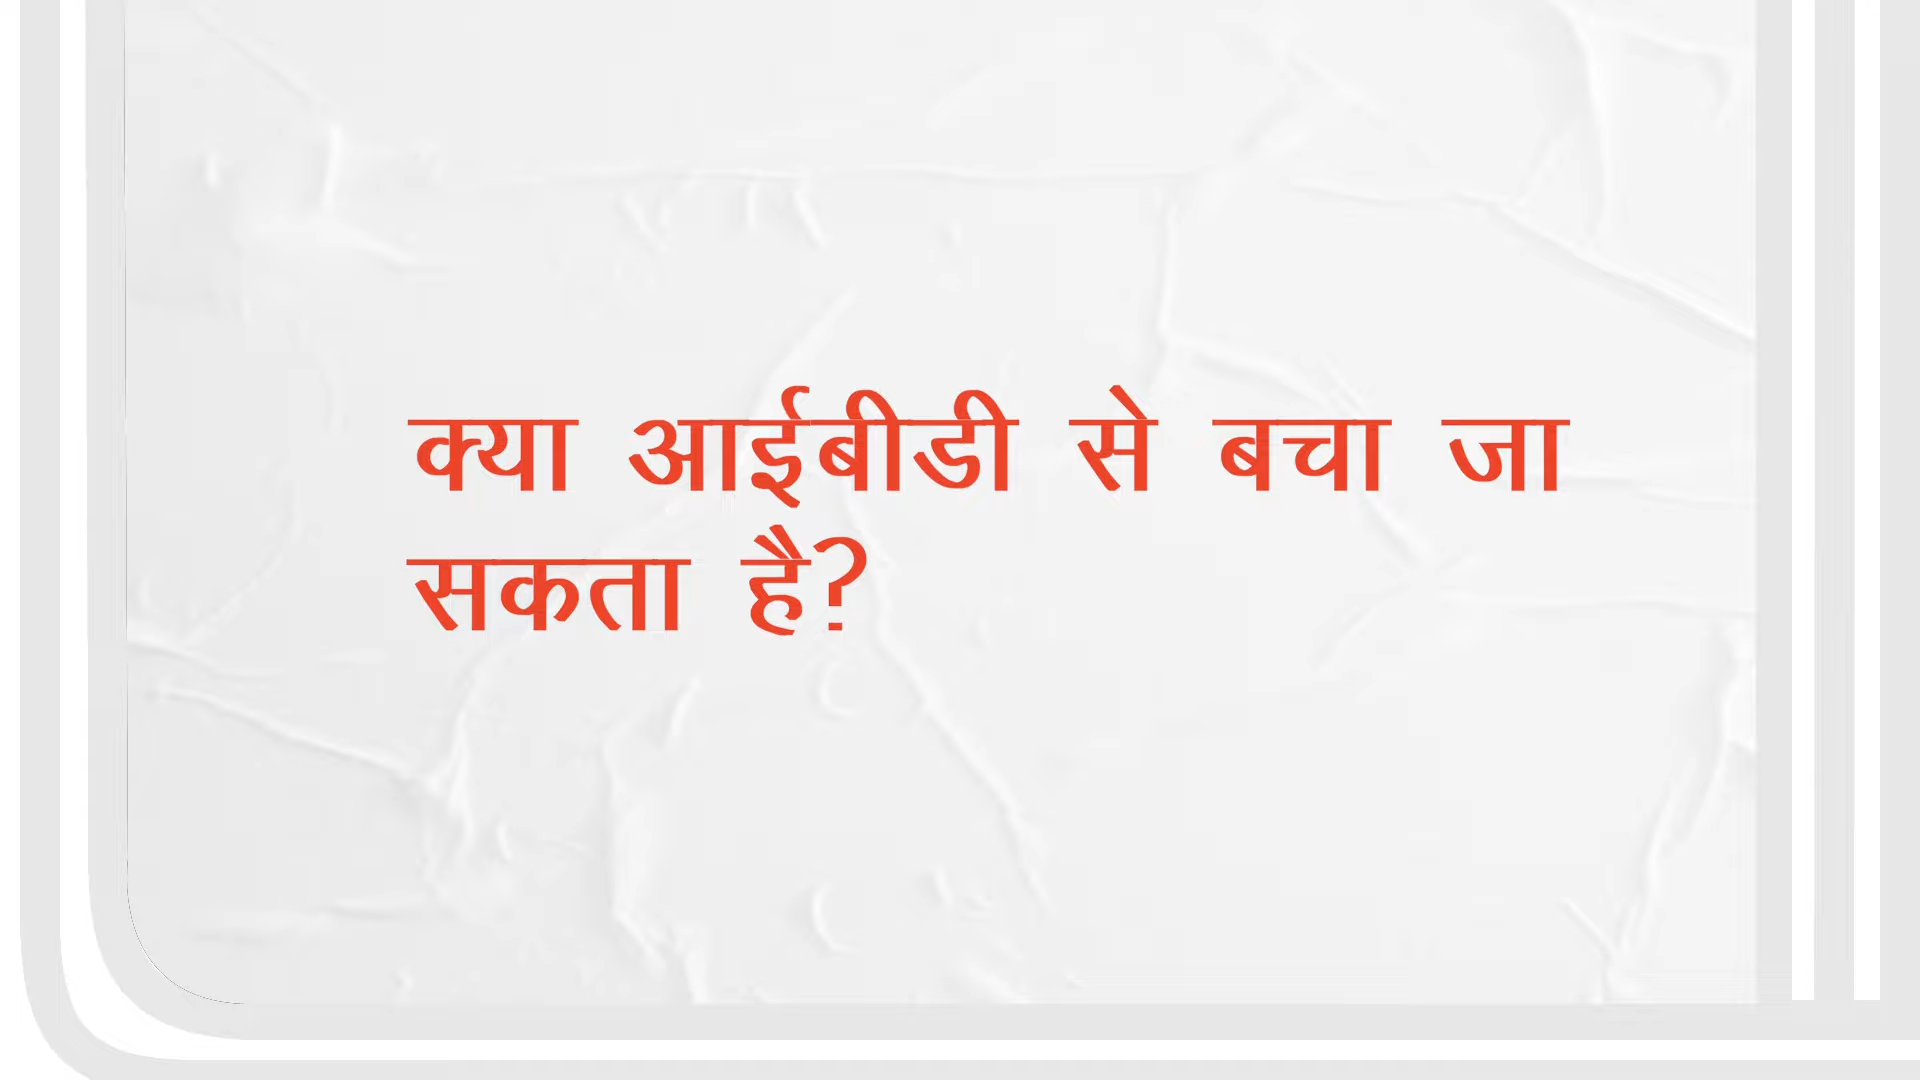 क्या आईबीडी से बचा जा
सकता है?